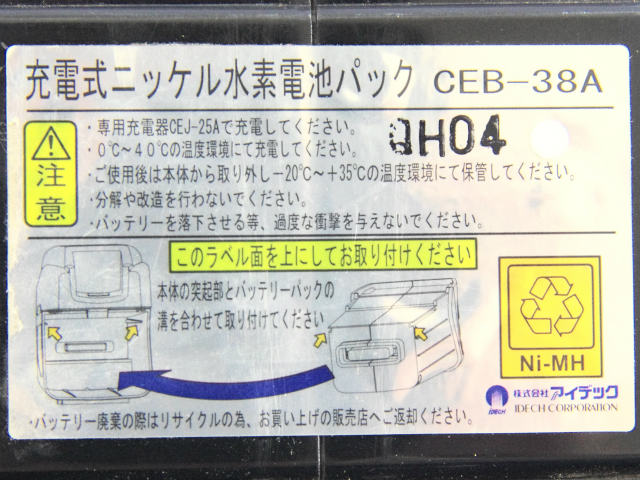 充電式ニッケル水素電池パック CEB-38A
・専用充電器CEJ-25Aで充電してください。
H04
・0℃～40℃の温度環境にて充電してください。
・ご使用後は本体から取り外し-20℃～+35℃の温度環境にて保管してください。
・分解や改造を行わないでください。
・バッテリーを落下させる等、過度な衝撃を与えないでください。
注意
このラベル面を上にしてお取り付けください
本体の突起部とバッテリーパックの
溝を合わせて取り付けてください
Ni-MH
IDECH
株式会社アイデック
IDECH CORPORATION
・バッテリー廃棄の際はリサイクルの為、お買い上げの販売店へご返却ください。